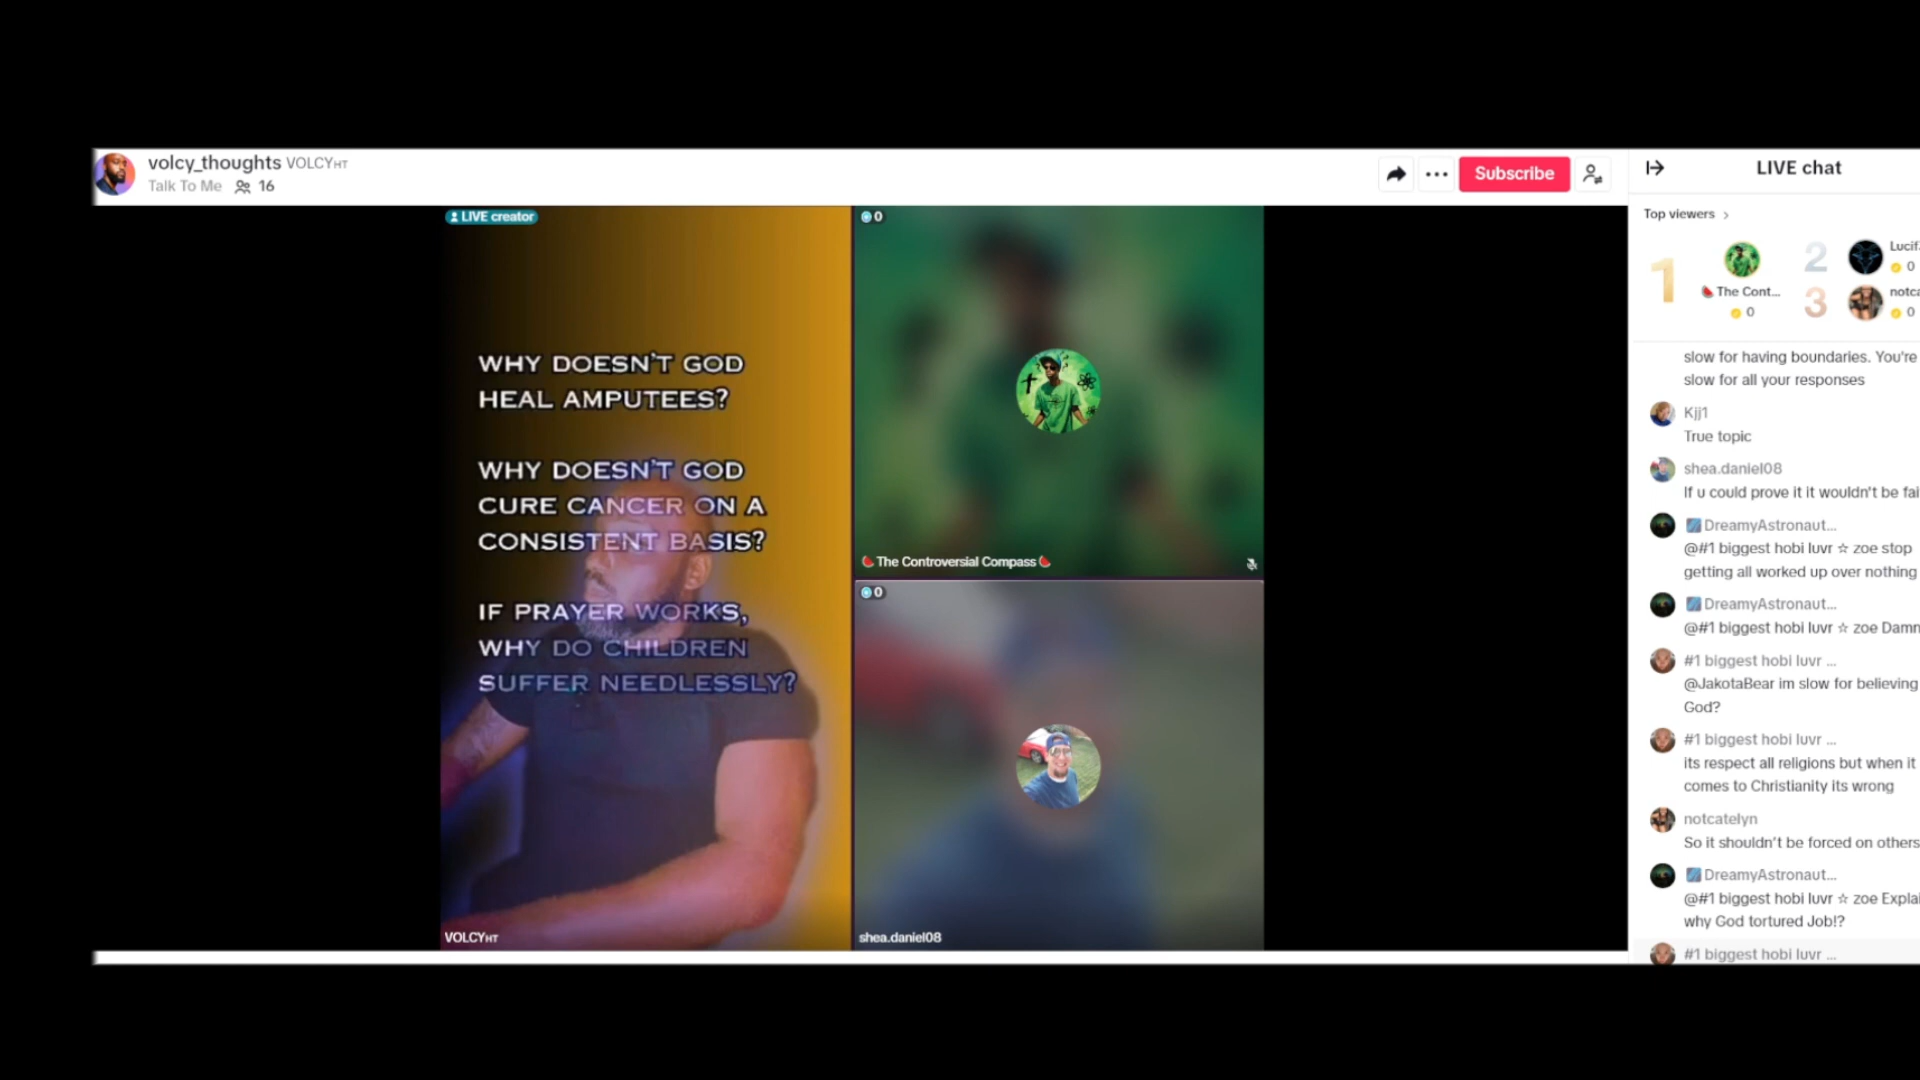 volcy_thoughts VOLCYHT
Talk To Me 16
Subscribe
LIVE chat
LIVE creator
WHY DOESN'T GOD
HEAL AMPUTEES?
WHY DOESN'T GOD
CURE CANCER ON A
CONSISTENT BASIS?
IF PRAYER WORKS,
WHY DO CHILDREN
SUFFER NEEDLESSLY?
VOLCYHT
0
🍉The Controversial Compass🍉
0
shea.daniel08
Top viewers
1
🍉The Cont...
0
2
Lucif
0
3
notca
0
slow for having boundaries. You're
slow for all your responses
Kjj1
True topic
shea.daniel08
If u could prove it it wouldn't be fai
DreamyAstronaut...
@#1 biggest hobi luvr ☆ zoe stop
getting all worked up over nothing
DreamyAstronaut...
@#1 biggest hobi luvr ☆ zoe Damn
#1 biggest hobi luvr ...
@JakotaBear im slow for believing
God?
#1 biggest hobi luvr ...
its respect all religions but when it
comes to Christianity its wrong
notcatelyn
So it shouldn't be forced on others
DreamyAstronaut...
@#1 biggest hobi luvr ☆ zoe Explai
why God tortured Job!?
#1 biggest hobi luvr ...